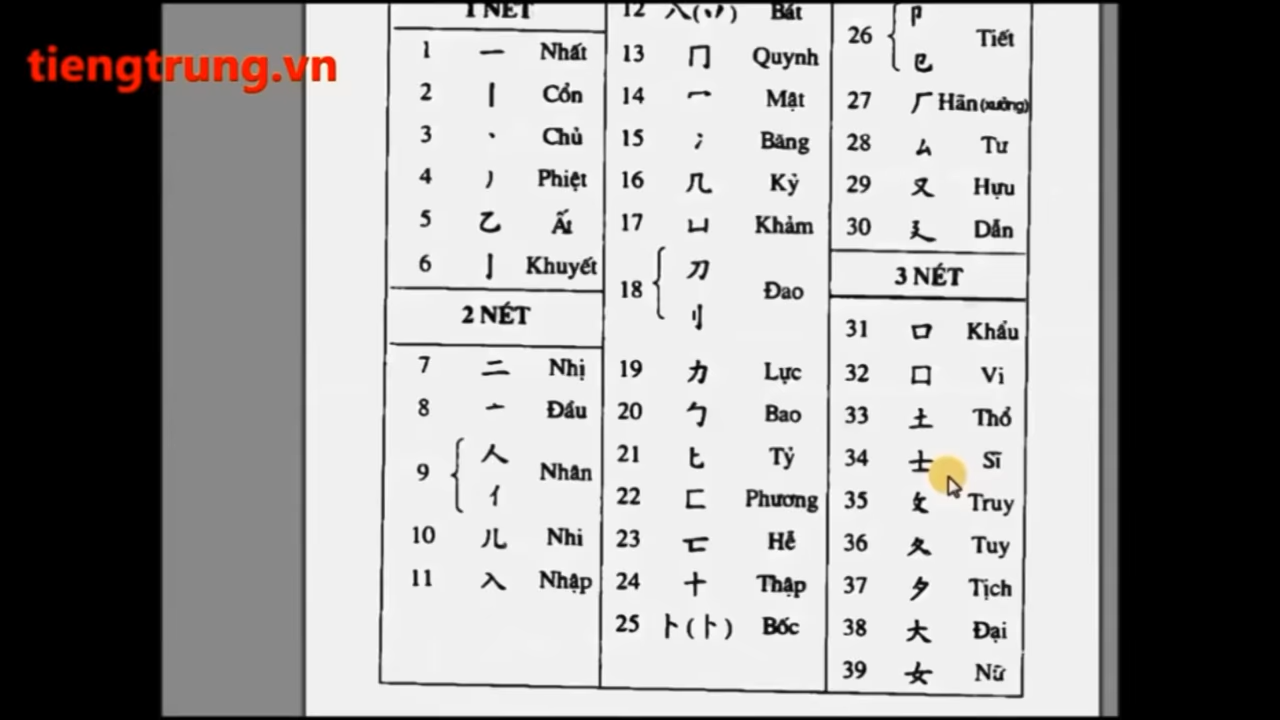 tiengtrung.vn
1 NÉT
1 一 Nhất
2 丨 Cổn
3 丶 Chủ
4 丿 Phiệt
5 乙 Ất
6 亅 Khuyết
2 NÉT
7 二 Nhị
8 亠 Đầu
9 人 亻 Nhân
10 儿 Nhi
11 入 Nhập
12 八(丷) Bát
13 冂 Quynh
14 冖 Mật
15 冫 Băng
16 几 Kỷ
17 凵 Khảm
18 刀 刂 Đao
19 力 Lực
20 勹 Bao
21 匕 Tỷ
22 匚 Phương
23 匸 Hễ
24 十 Thập
25 卜(⺊) Bốc
26 卩 㔾 Tiết
27 厂 Hãn (xưởng)
28 厶 Tư
29 又 Hựu
30 廴 Dẫn
3 NÉT
31 口 Khẩu
32 囗 Vi
33 土 Thổ
34 士 Sĩ
35 夂 Truy
36 夊 Tuy
37 夕 Tịch
38 大 Đại
39 女 Nữ